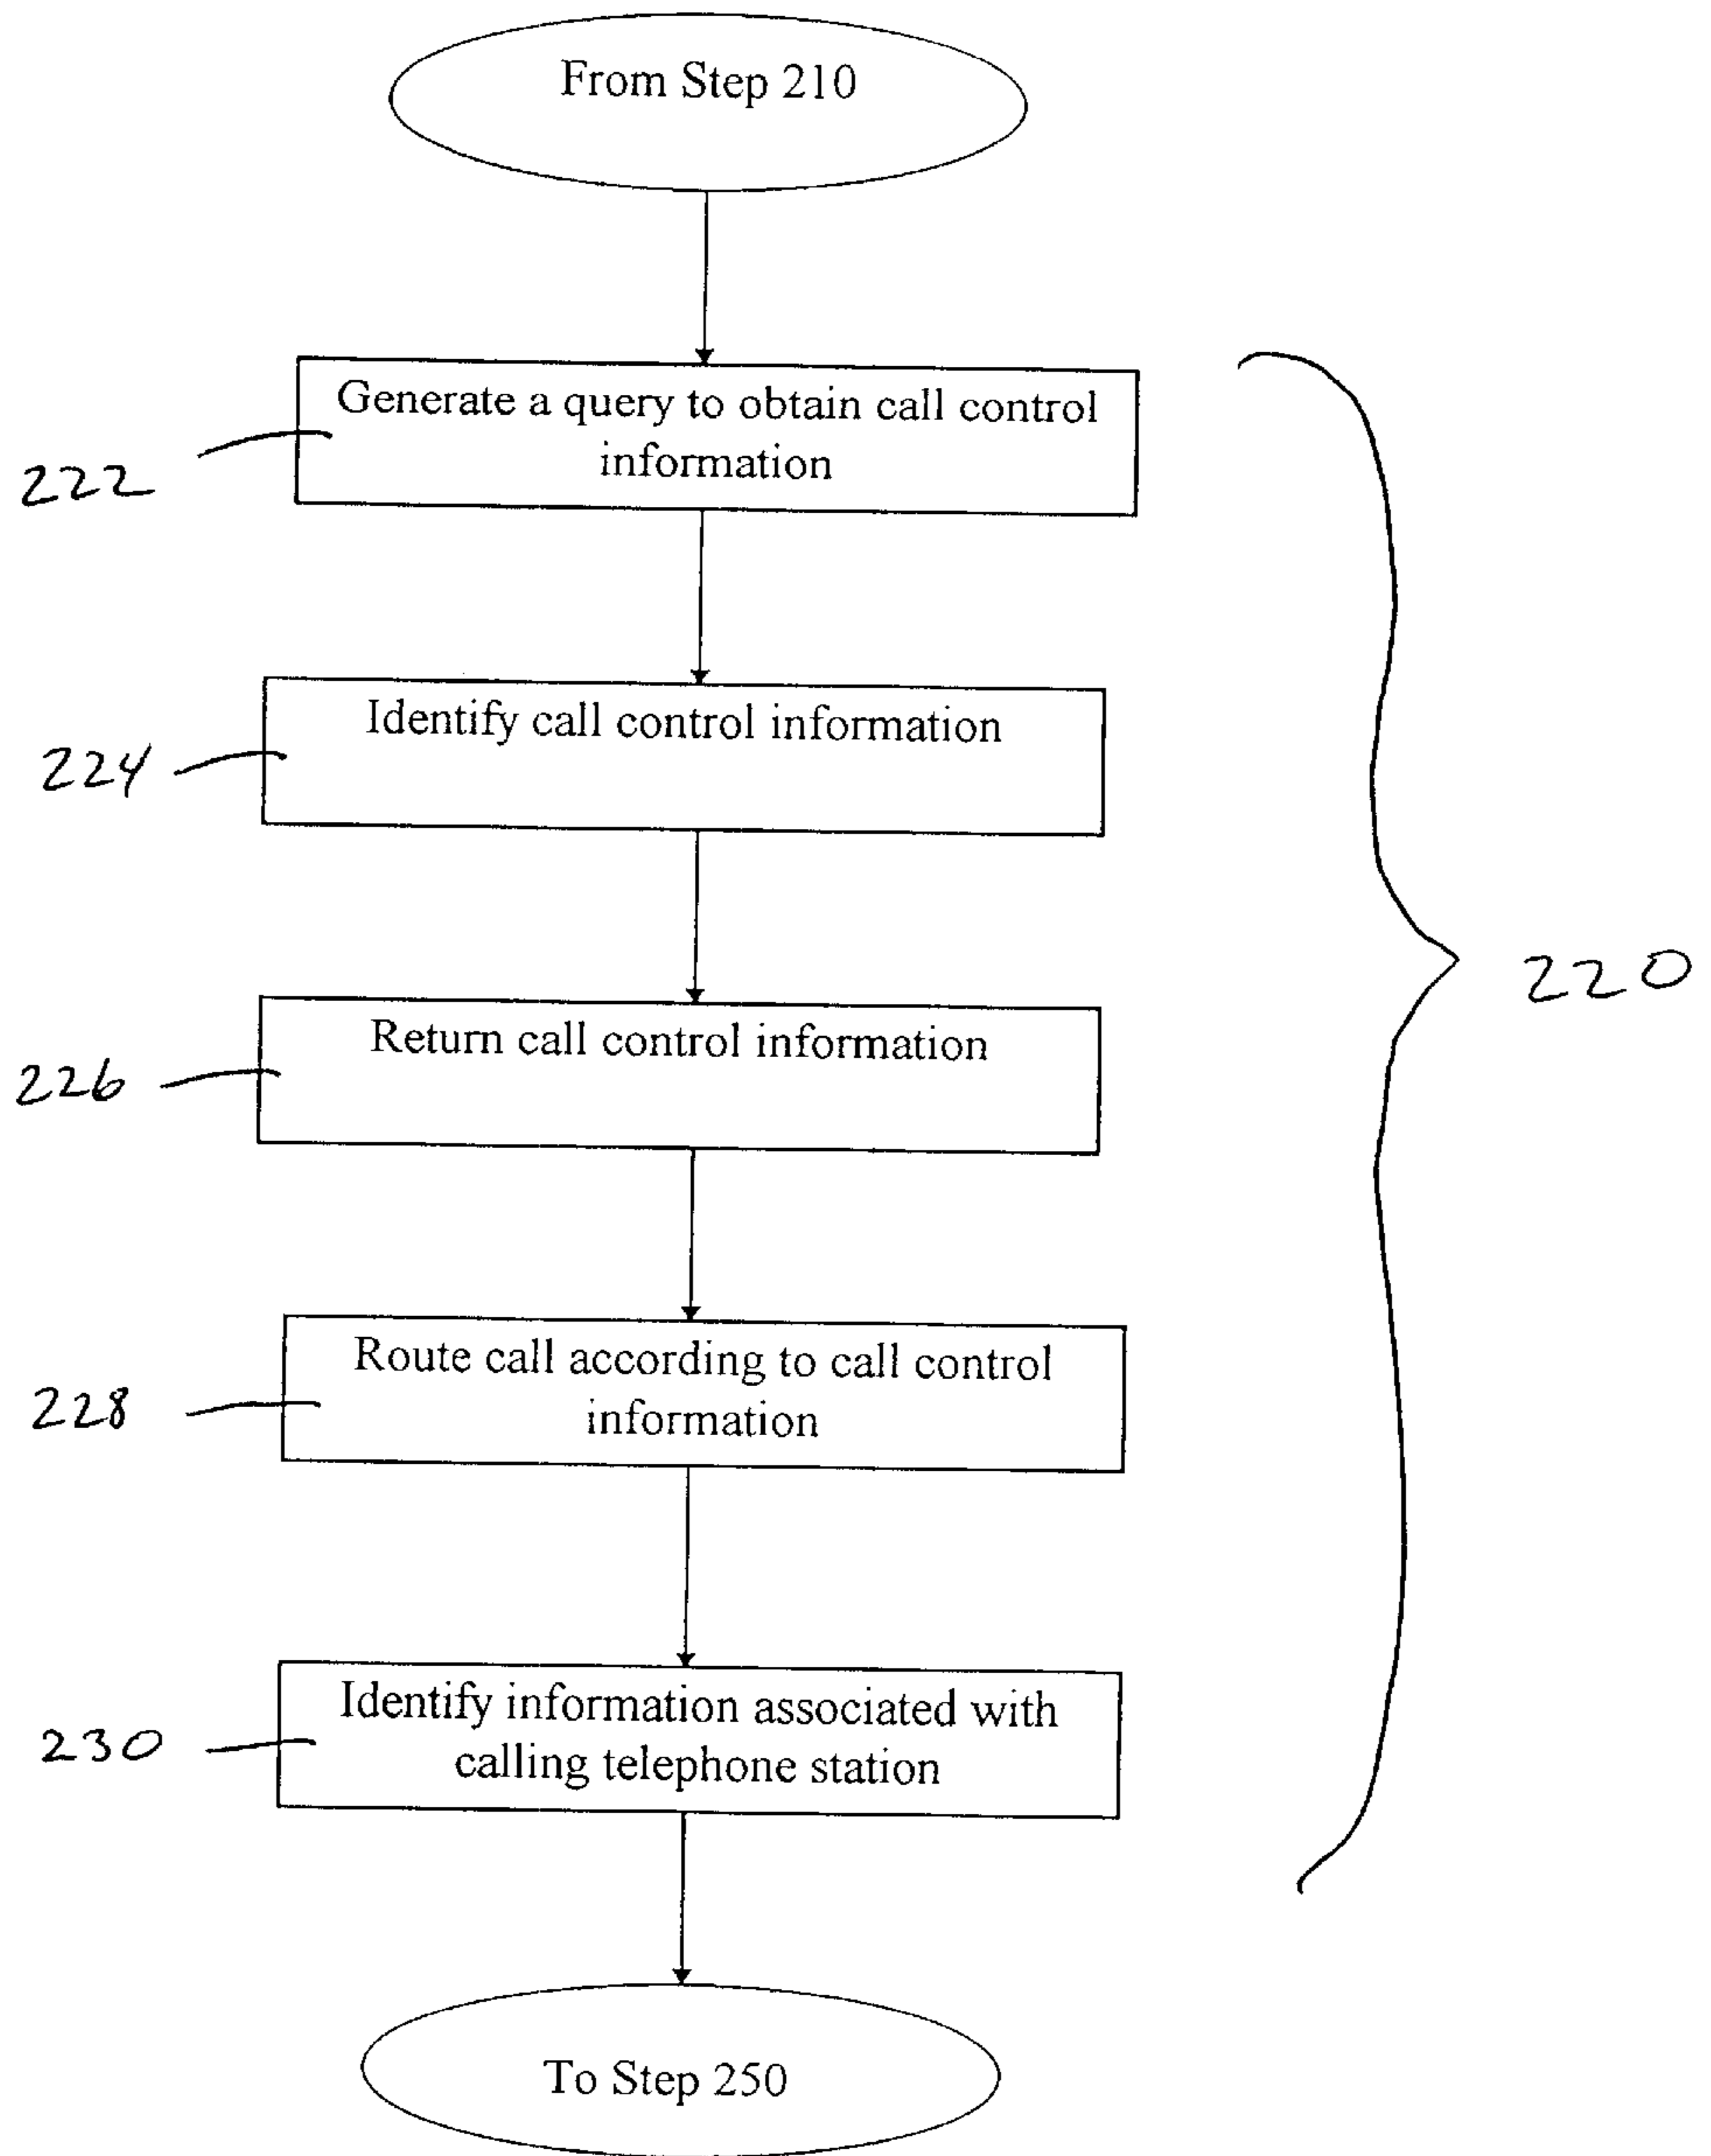 From Step 210
Generate a query to obtain call control
information
222
Identify call control information
224
Return call control information
226
220
Route call according to call control
information
228
Identify information associated with
calling telephone station
230
To Step 250